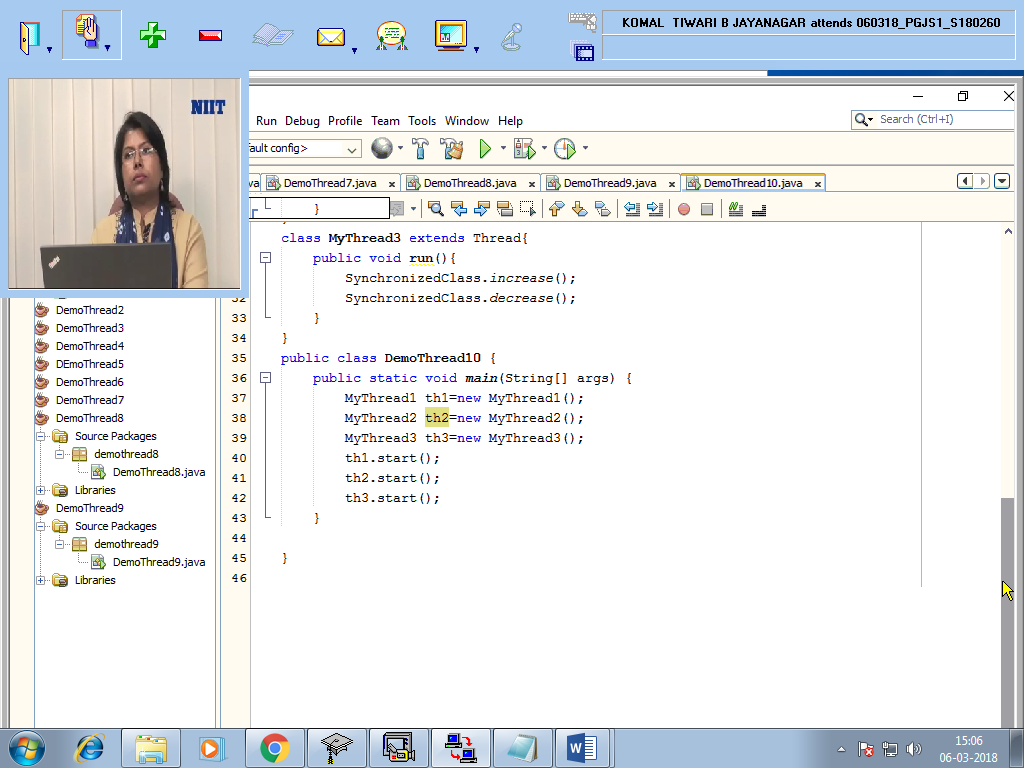 KOMAL TIWARI B JAYANAGAR attends 060318_PGJS1_S180260
NIIT
Run Debug Profile Team Tools Window Help
Search (Ctrl+I)
fault config>
va
DemoThread7.java x
DemoThread8.java x
DemoThread9.java x
DemoThread10.java x
}
class MyThread3 extends Thread{
public void run(){
SynchronizedClass.increase();
32 SynchronizedClass.decrease();
33 }
34 }
35 public class DemoThread10 {
36 public static void main(String[] args) {
37 MyThread1 th1=new MyThread1();
38 MyThread2 th2=new MyThread2();
39 MyThread3 th3=new MyThread3();
40 th1.start();
41 th2.start();
42 th3.start();
43 }
44
45 }
46
DemoThread2
DemoThread3
DemoThread4
DEmoThread5
DemoThread6
DemoThread7
DemoThread8
Source Packages
demothread8
DemoThread8.java
Libraries
DemoThread9
Source Packages
demothread9
DemoThread9.java
Libraries
15:06
06-03-2018